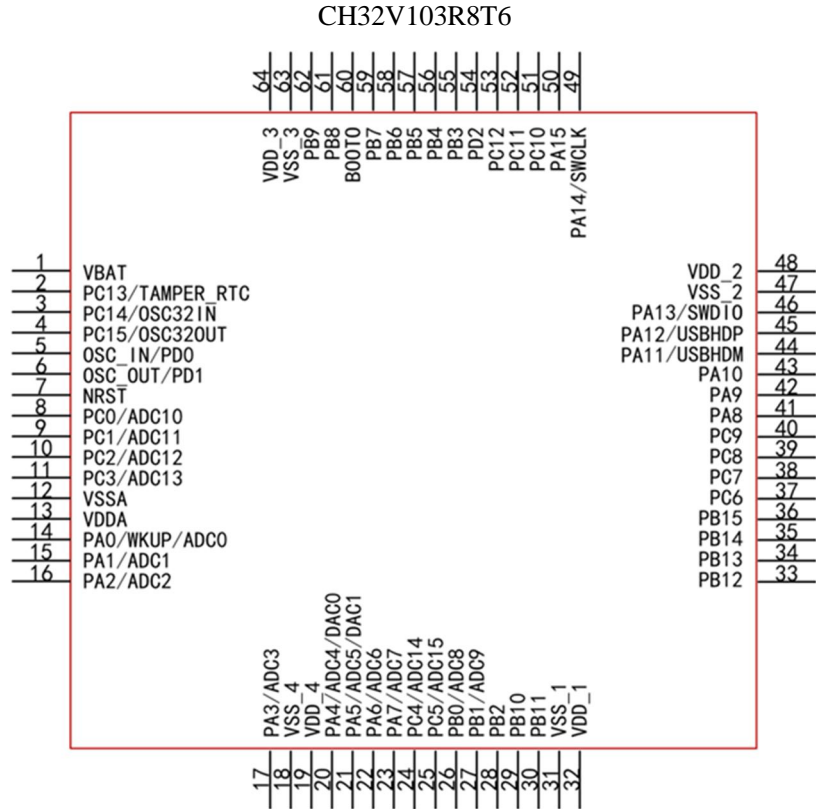 CH32V103R8T6
64 63 62 61 60 59 58 57 56 55 54 53 52 51 50 49
VDD_3
VSS_3
PB9
PB8
BOOT0
PB7
PB6
PB5
PB4
PB3
PD2
PC12
PC11
PC10
PA15
PA14/SWCLK
1 VBAT
2 PC13/TAMPER_RTC
3 PC14/OSC32IN
4 PC15/OSC32OUT
5 OSC_IN/PD0
6 OSC_OUT/PD1
7 NRST
8 PC0/ADC10
9 PC1/ADC11
10 PC2/ADC12
11 PC3/ADC13
12 VSSA
13 VDDA
14 PA0/WKUP/ADC0
15 PA1/ADC1
16 PA2/ADC2
VDD_2 48
VSS_2 47
PA13/SWDIO 46
PA12/USBHDP 45
PA11/USBHDM 44
PA10 43
PA9 42
PA8 41
PC9 40
PC8 39
PC7 38
PC6 37
PB15 36
PB14 35
PB13 34
PB12 33
PA3/ADC3
VSS_4
VDD_4
PA4/ADC4/DAC0
PA5/ADC5/DAC1
PA6/ADC6
PA7/ADC7
PC4/ADC14
PC5/ADC15
PB0/ADC8
PB1/ADC9
PB2
PB10
PB11
VSS_1
VDD_1
17 18 19 20 21 22 23 24 25 26 27 28 29 30 31 32